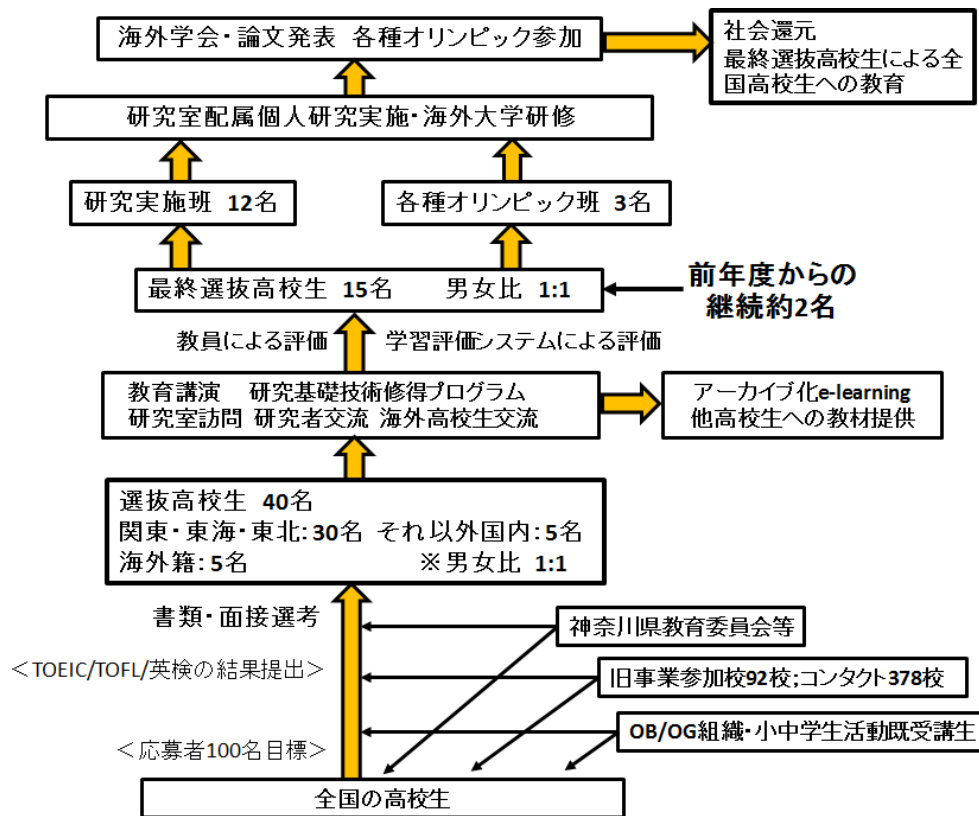 海外学会・論文発表 各種オリンピック参加
社会還元
最終選抜高校生による全
国高校生への教育
研究室配属個人研究実施・海外大学研修
研究実施班 12名
各種オリンピック班 3名
最終選抜高校生 15名 男女比 1:1
前年度からの
継続約2名
教員による評価 学習評価システムによる評価
教育講演 研究基礎技術修得プログラム
研究室訪問 研究者交流 海外高校生交流
アーカイブ化e-learning
他高校生への教材提供
選抜高校生 40名
関東・東海・東北:30名 それ以外国内:5名
海外籍:5名 ※男女比 1:1
書類・面接選考
神奈川県教育委員会等
＜TOEIC/TOFL/英検の結果提出＞
旧事業参加校92校;コンタクト378校
OB/OG組織・小中学生活動既受講生
＜応募者100名目標＞
全国の高校生